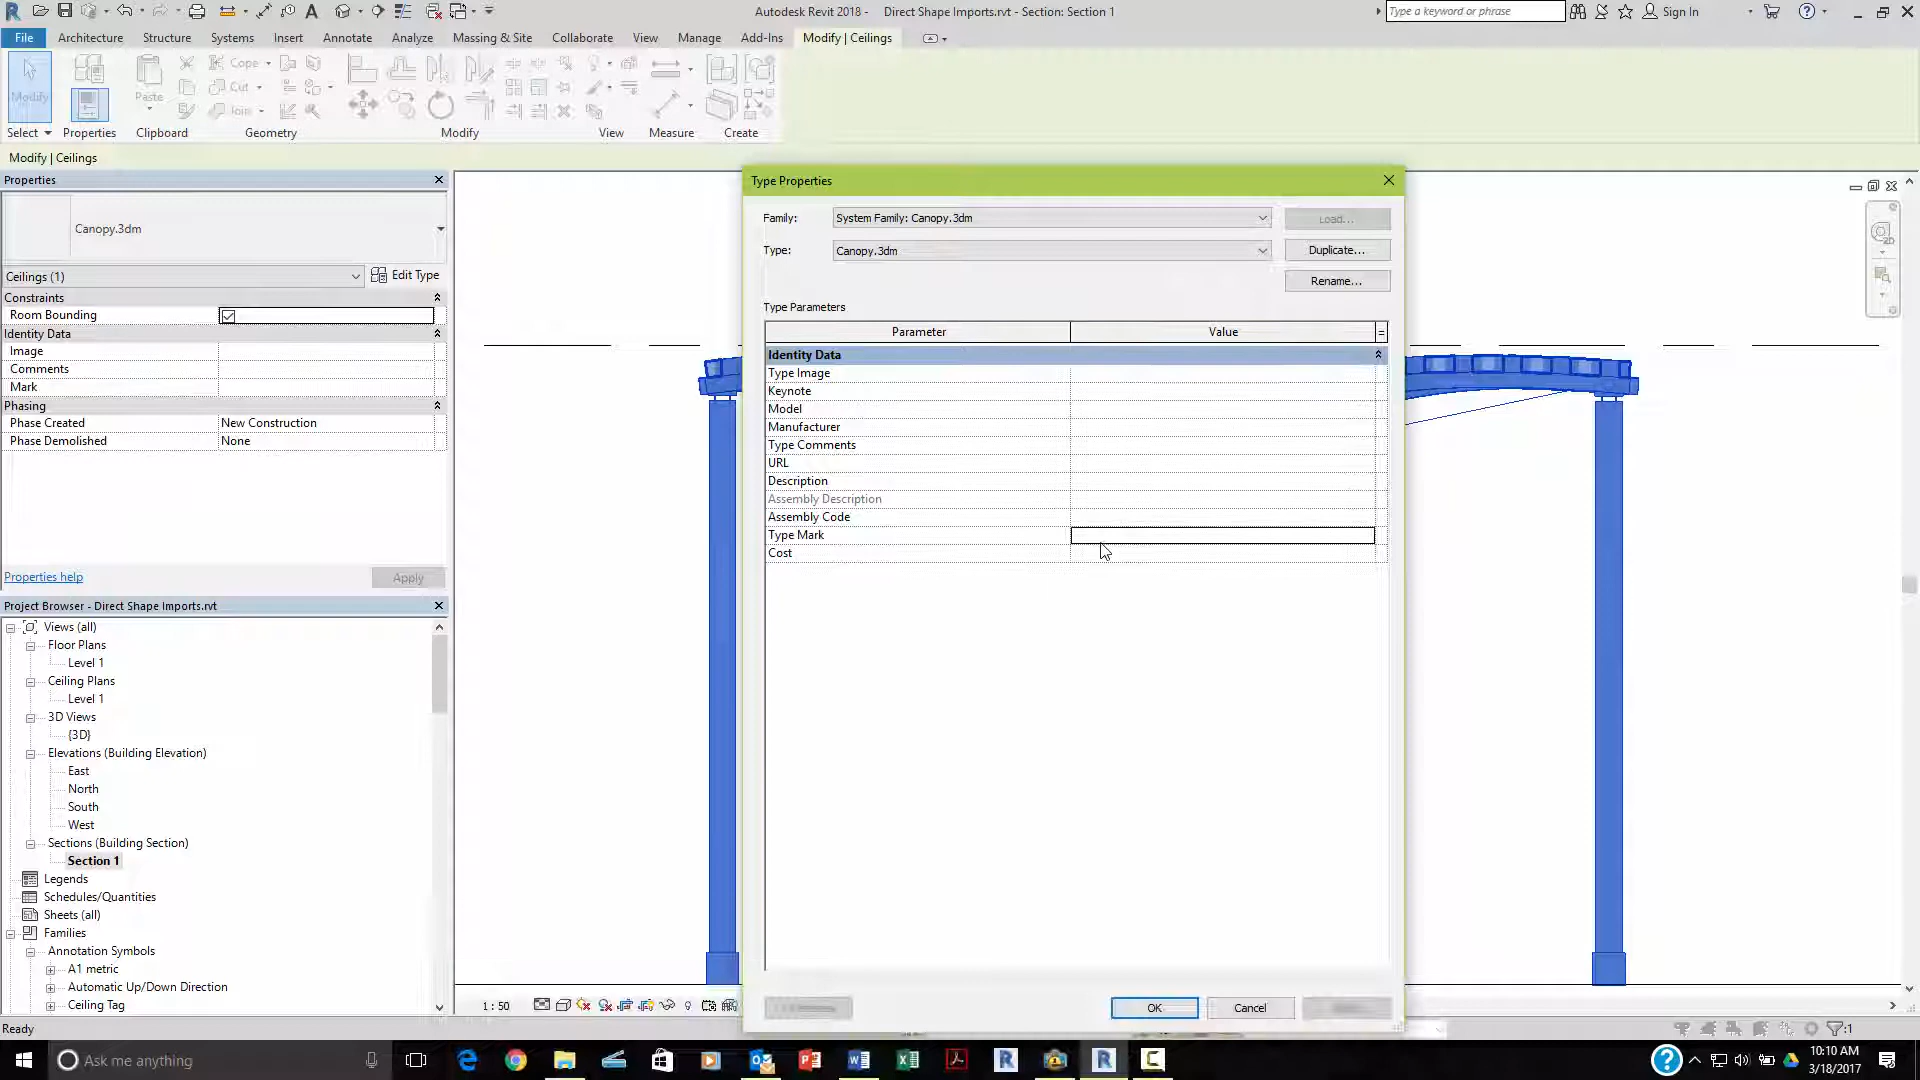 Autodesk Revit 2018 - Direct Shape Imports.rvt - Section: Section 1
Type a keyword or phrase
Sign In
File Architecture Structure Systems Insert Annotate Analyze Massing & Site Collaborate View Manage Add-Ins Modify | Ceilings
Modify Paste Cope Cut Join
Select Properties Clipboard Geometry Modify View Measure Create
Modify | Ceilings
Properties
Canopy.3dm
Ceilings (1) Edit Type
Constraints
Room Bounding
Identity Data
Image
Comments
Mark
Phasing
Phase Created New Construction
Phase Demolished None
Properties help Apply
Project Browser - Direct Shape Imports.rvt
Views (all)
Floor Plans
Level 1
Ceiling Plans
Level 1
3D Views
{3D}
Elevations (Building Elevation)
East
North
South
West
Sections (Building Section)
Section 1
Legends
Schedules/Quantities
Sheets (all)
Families
Annotation Symbols
A1 metric
Automatic Up/Down Direction
Ceiling Tag
Type Properties
Family: System Family: Canopy.3dm Load...
Type: Canopy.3dm Duplicate...
Rename...
Type Parameters
Parameter Value =
Identity Data
Type Image
Keynote
Model
Manufacturer
Type Comments
URL
Description
Assembly Description
Assembly Code
Type Mark
Cost
OK Cancel
1 : 50
Ready
:1
Ask me anything
10:10 AM
3/18/2017